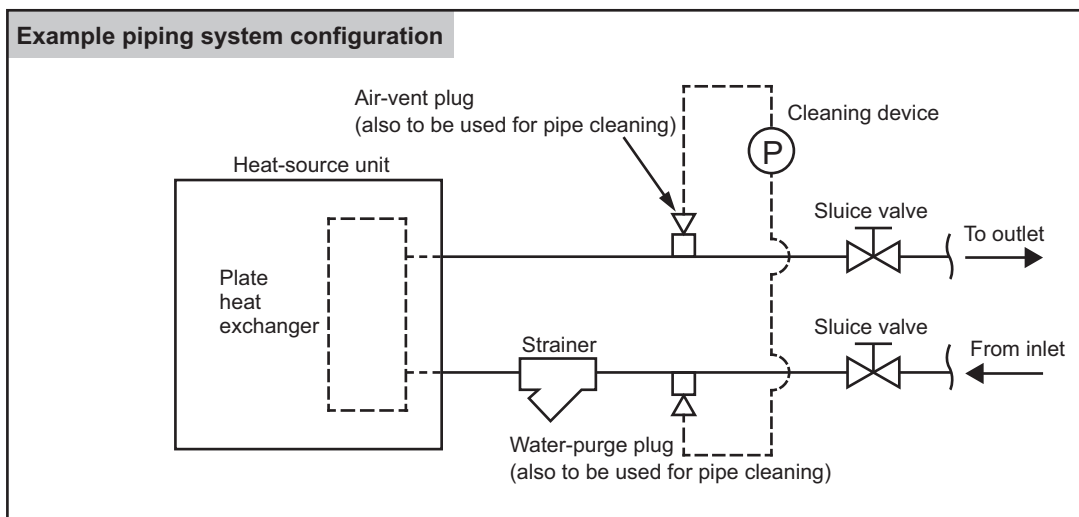 Example piping system configuration
Air-vent plug
(also to be used for pipe cleaning)
Cleaning device
P
Heat-source unit
Sluice valve
To outlet
Plate
heat
exchanger
Sluice valve
Strainer
From inlet
Water-purge plug
(also to be used for pipe cleaning)